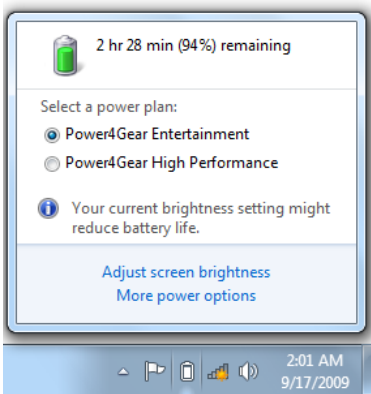 2 hr 28 min (94%) remaining
Select a power plan:
Power4Gear Entertainment
Power4Gear High Performance
Your current brightness setting might
reduce battery life.
Adjust screen brightness
More power options
2:01 AM
9/17/2009